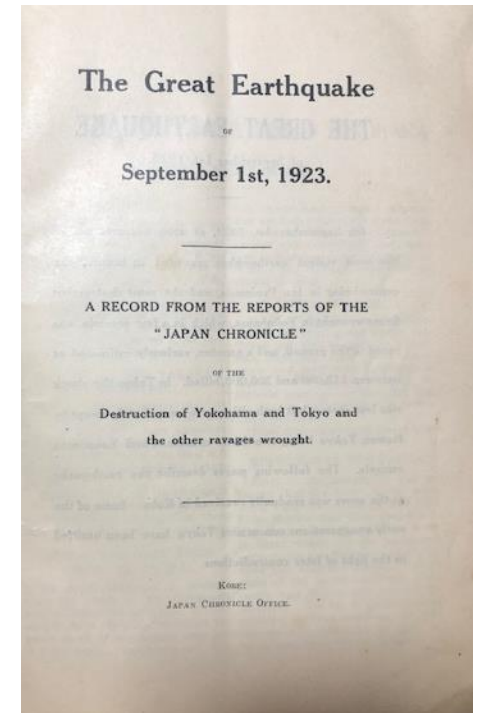 The Great Earthquake
OF
September 1st, 1923.
A RECORD FROM THE REPORTS OF THE
"JAPAN CHRONICLE"
OF THE
Destruction of Yokohama and Tokyo and
the other ravages wrought.
KOBE:
JAPAN CHRONICLE OFFICE.